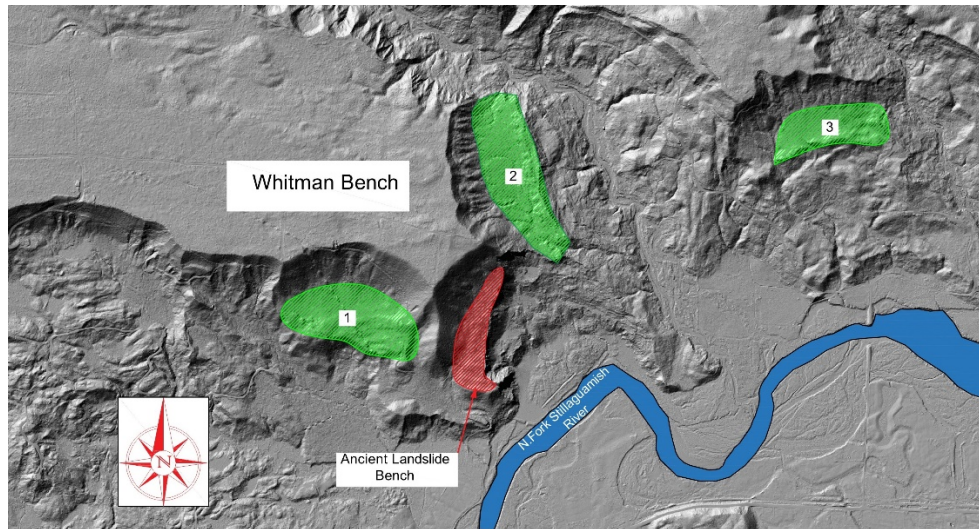 3
2
Whitman Bench
1
N
N.Fork Stillaguamish
River
Ancient Landslide
Bench